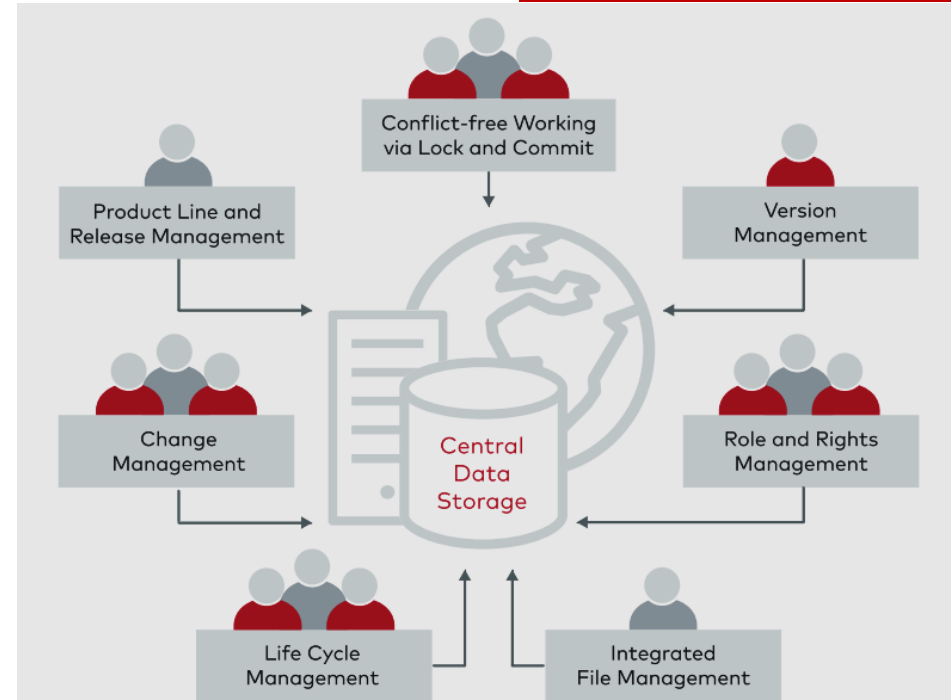 Conflict-free Working
via Lock and Commit
Product Line and
Release Management
Version
Management
Change
Management
Central
Data
Storage
Role and Rights
Management
Life Cycle
Management
Integrated
File Management